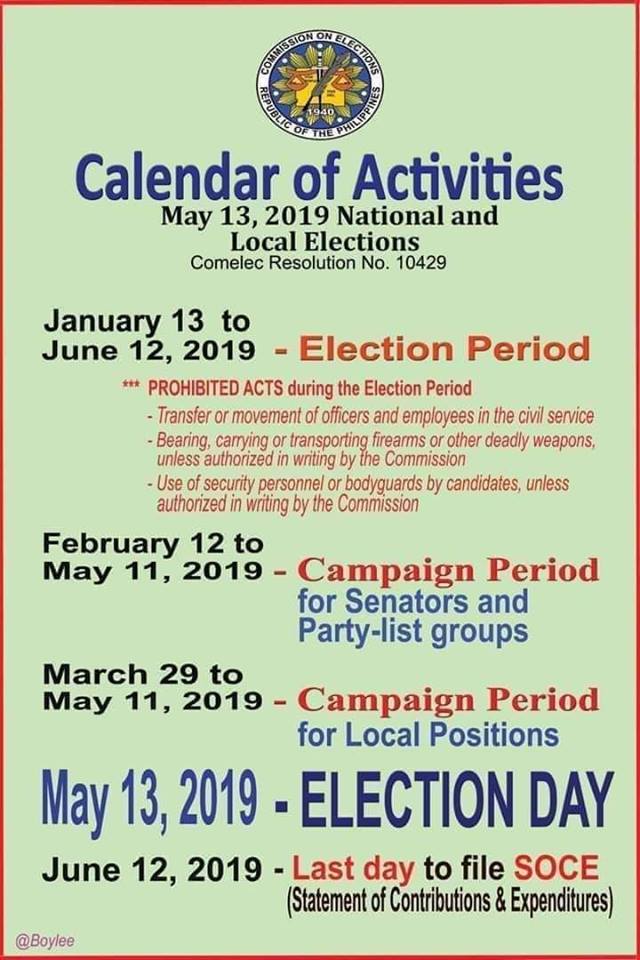 COMMISSION ON ELECTIONS
REPUBLIC OF THE PHILIPPINES
1940
Calendar of Activities
May 13, 2019 National and
Local Elections
Comelec Resolution No. 10429
January 13 to
June 12, 2019 - Election Period
*** PROHIBITED ACTS during the Election Period
- Transfer or movement of officers and employees in the civil service
- Bearing, carrying or transporting firearms or other deadly weapons,
unless authorized in writing by the Commission
- Use of security personnel or bodyguards by candidates, unless
authorized in writing by the Commission
February 12 to
May 11, 2019 - Campaign Period
for Senators and
Party-list groups
March 29 to
May 11, 2019 - Campaign Period
for Local Positions
May 13, 2019 - ELECTION DAY
June 12, 2019 - Last day to file SOCE
(Statement of Contributions & Expenditures)
@Boylee